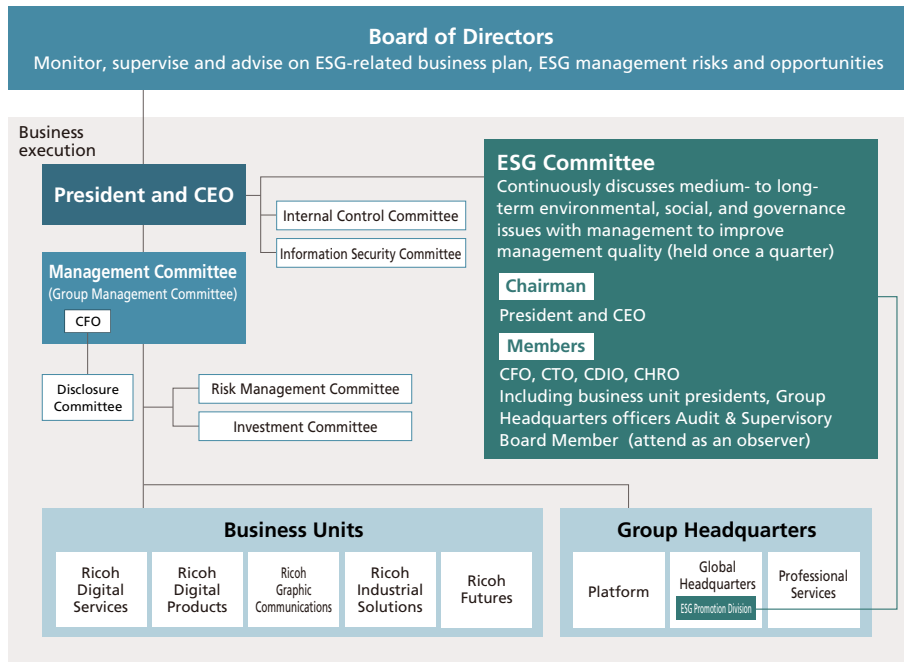 Board of Directors
Monitor, supervise and advise on ESG-related business plan, ESG management risks and opportunities
Business
execution
President and CEO
Internal Control Committee
Information Security Committee
Management Committee
(Group Management Committee)
CFO
Disclosure
Committee
Risk Management Committee
Investment Committee
ESG Committee
Continuously discusses medium- to long-
term environmental, social, and governance
issues with management to improve
management quality (held once a quarter)
Chairman
President and CEO
Members
CFO, CTO, CDIO, CHRO
Including business unit presidents, Group
Headquarters officers Audit & Supervisory
Board Member (attend as an observer)
Business Units
Ricoh
Digital
Services
Ricoh
Digital
Products
Ricoh
Graphic
Communications
Ricoh
Industrial
Solutions
Ricoh
Futures
Group Headquarters
Platform
Global
Headquarters
ESG Promotion Division
Professional
Services